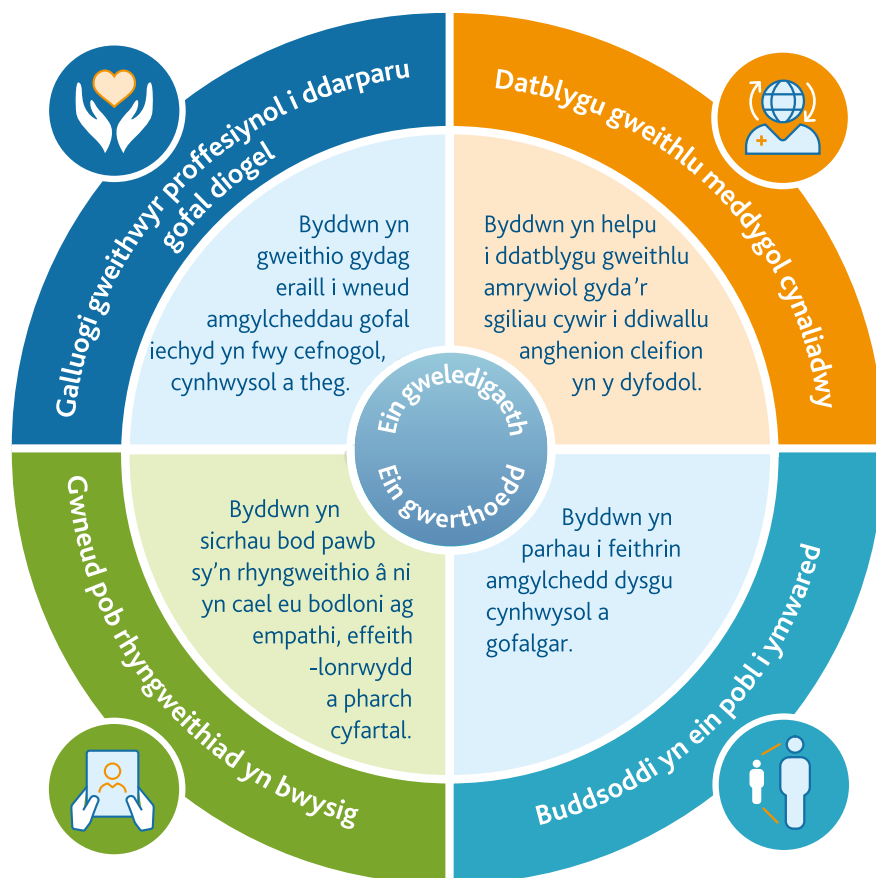 Galluogi gweithwyr proffesiynol i ddarparu
gofal diogel
Byddwn yn
gweithio gydag
eraill i wneud
amgylcheddau gofal
iechyd yn fwy cefnogol,
cynhwysol a theg.
Datblygu gweithlu meddygol cynaliadwy
Byddwn yn helpu
i ddatblygu gweithlu
amrywiol gyda’r
sgiliau cywir i ddiwallu
anghenion cleifion
yn y dyfodol.
Ein gweledigaeth
Ein gwerthoedd
Gwneud pob rhyngweithiad yn bwysig
Byddwn yn
sicrhau bod pawb
sy’n rhyngweithio â ni
yn cael eu bodloni ag
empathi, effeith
-lonrwydd
a pharch
cyfartal.
Buddsoddi yn ein pobl i ymwared
Byddwn yn
parhau i feithrin
amgylchedd dysgu
cynhwysol a
gofalgar.